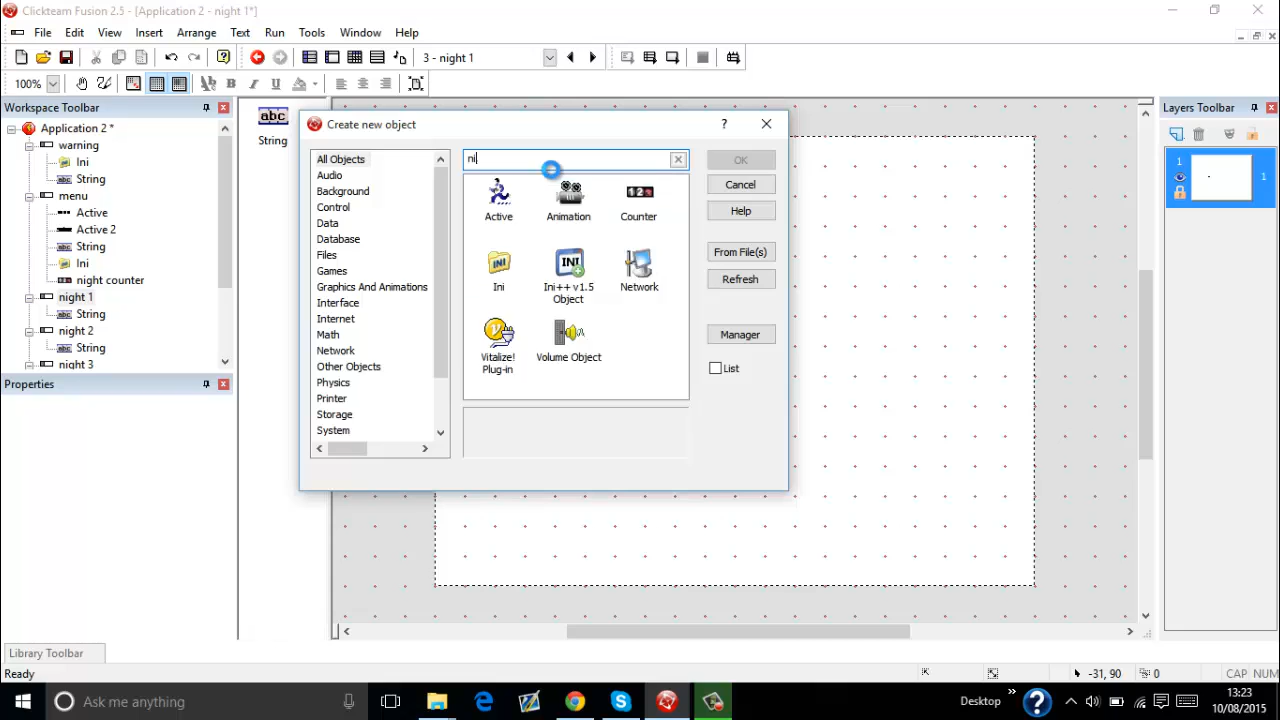 Clickteam Fusion 2.5 - [Application 2 - night 1*]
File Edit View Insert Arrange Text Run Tools Window Help
3 - night 1
100%
Workspace Toolbar
Application 2 *
warning
Ini
String
menu
Active
Active 2
String
Ini
night counter
night 1
String
night 2
String
night 3
Properties
Library Toolbar
Ready
abc
String
Create new object
?
All Objects
Audio
Background
Control
Data
Database
Files
Games
Graphics And Animations
Interface
Internet
Math
Network
Other Objects
Physics
Printer
Storage
System
ni
Active
Animation
Counter
Ini
Ini++ v1.5
Object
Network
Vitalize!
Plug-in
Volume Object
OK
Cancel
Help
From File(s)
Refresh
Manager
List
Layers Toolbar
1
1
-31, 90
0
CAP NUM
Ask me anything
Desktop
13:23
10/08/2015